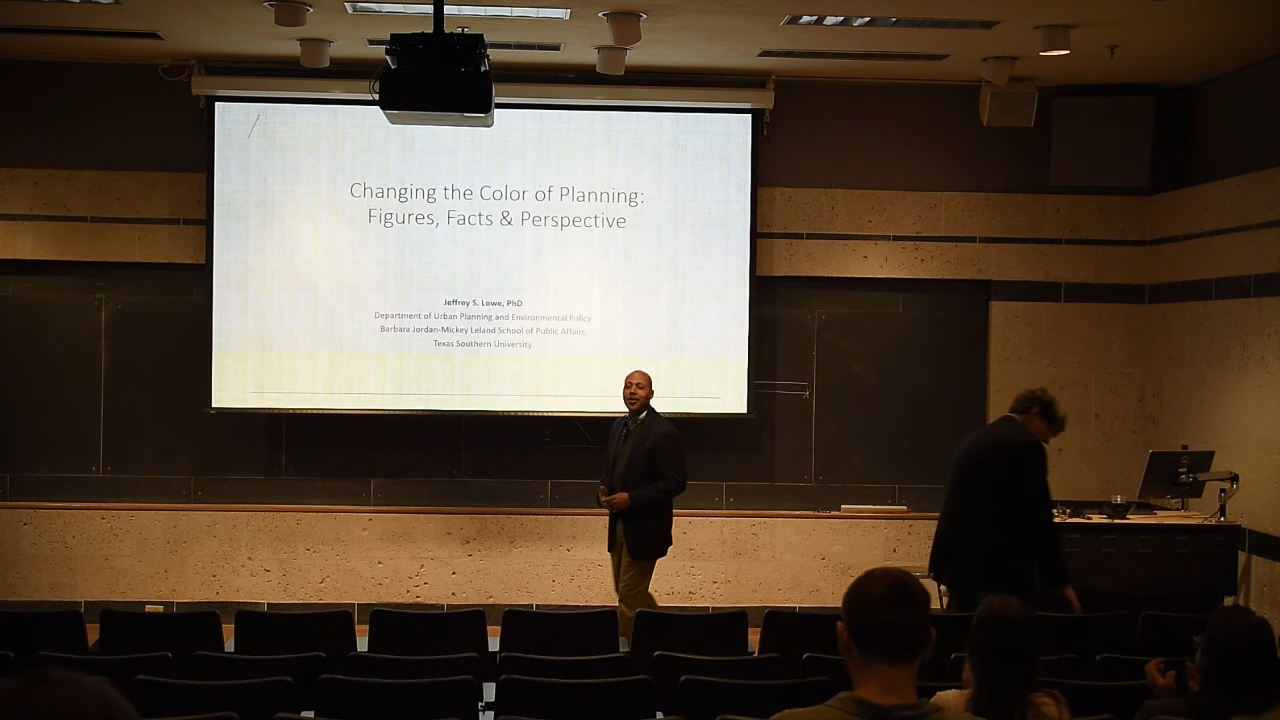 Changing the Color of Planning:
Figures, Facts & Perspective
Jeffrey S. Lowe, PhD
Department of Urban Planning and Environmental Policy
Barbara Jordan-Mickey Leland School of Public Affairs
Texas Southern University